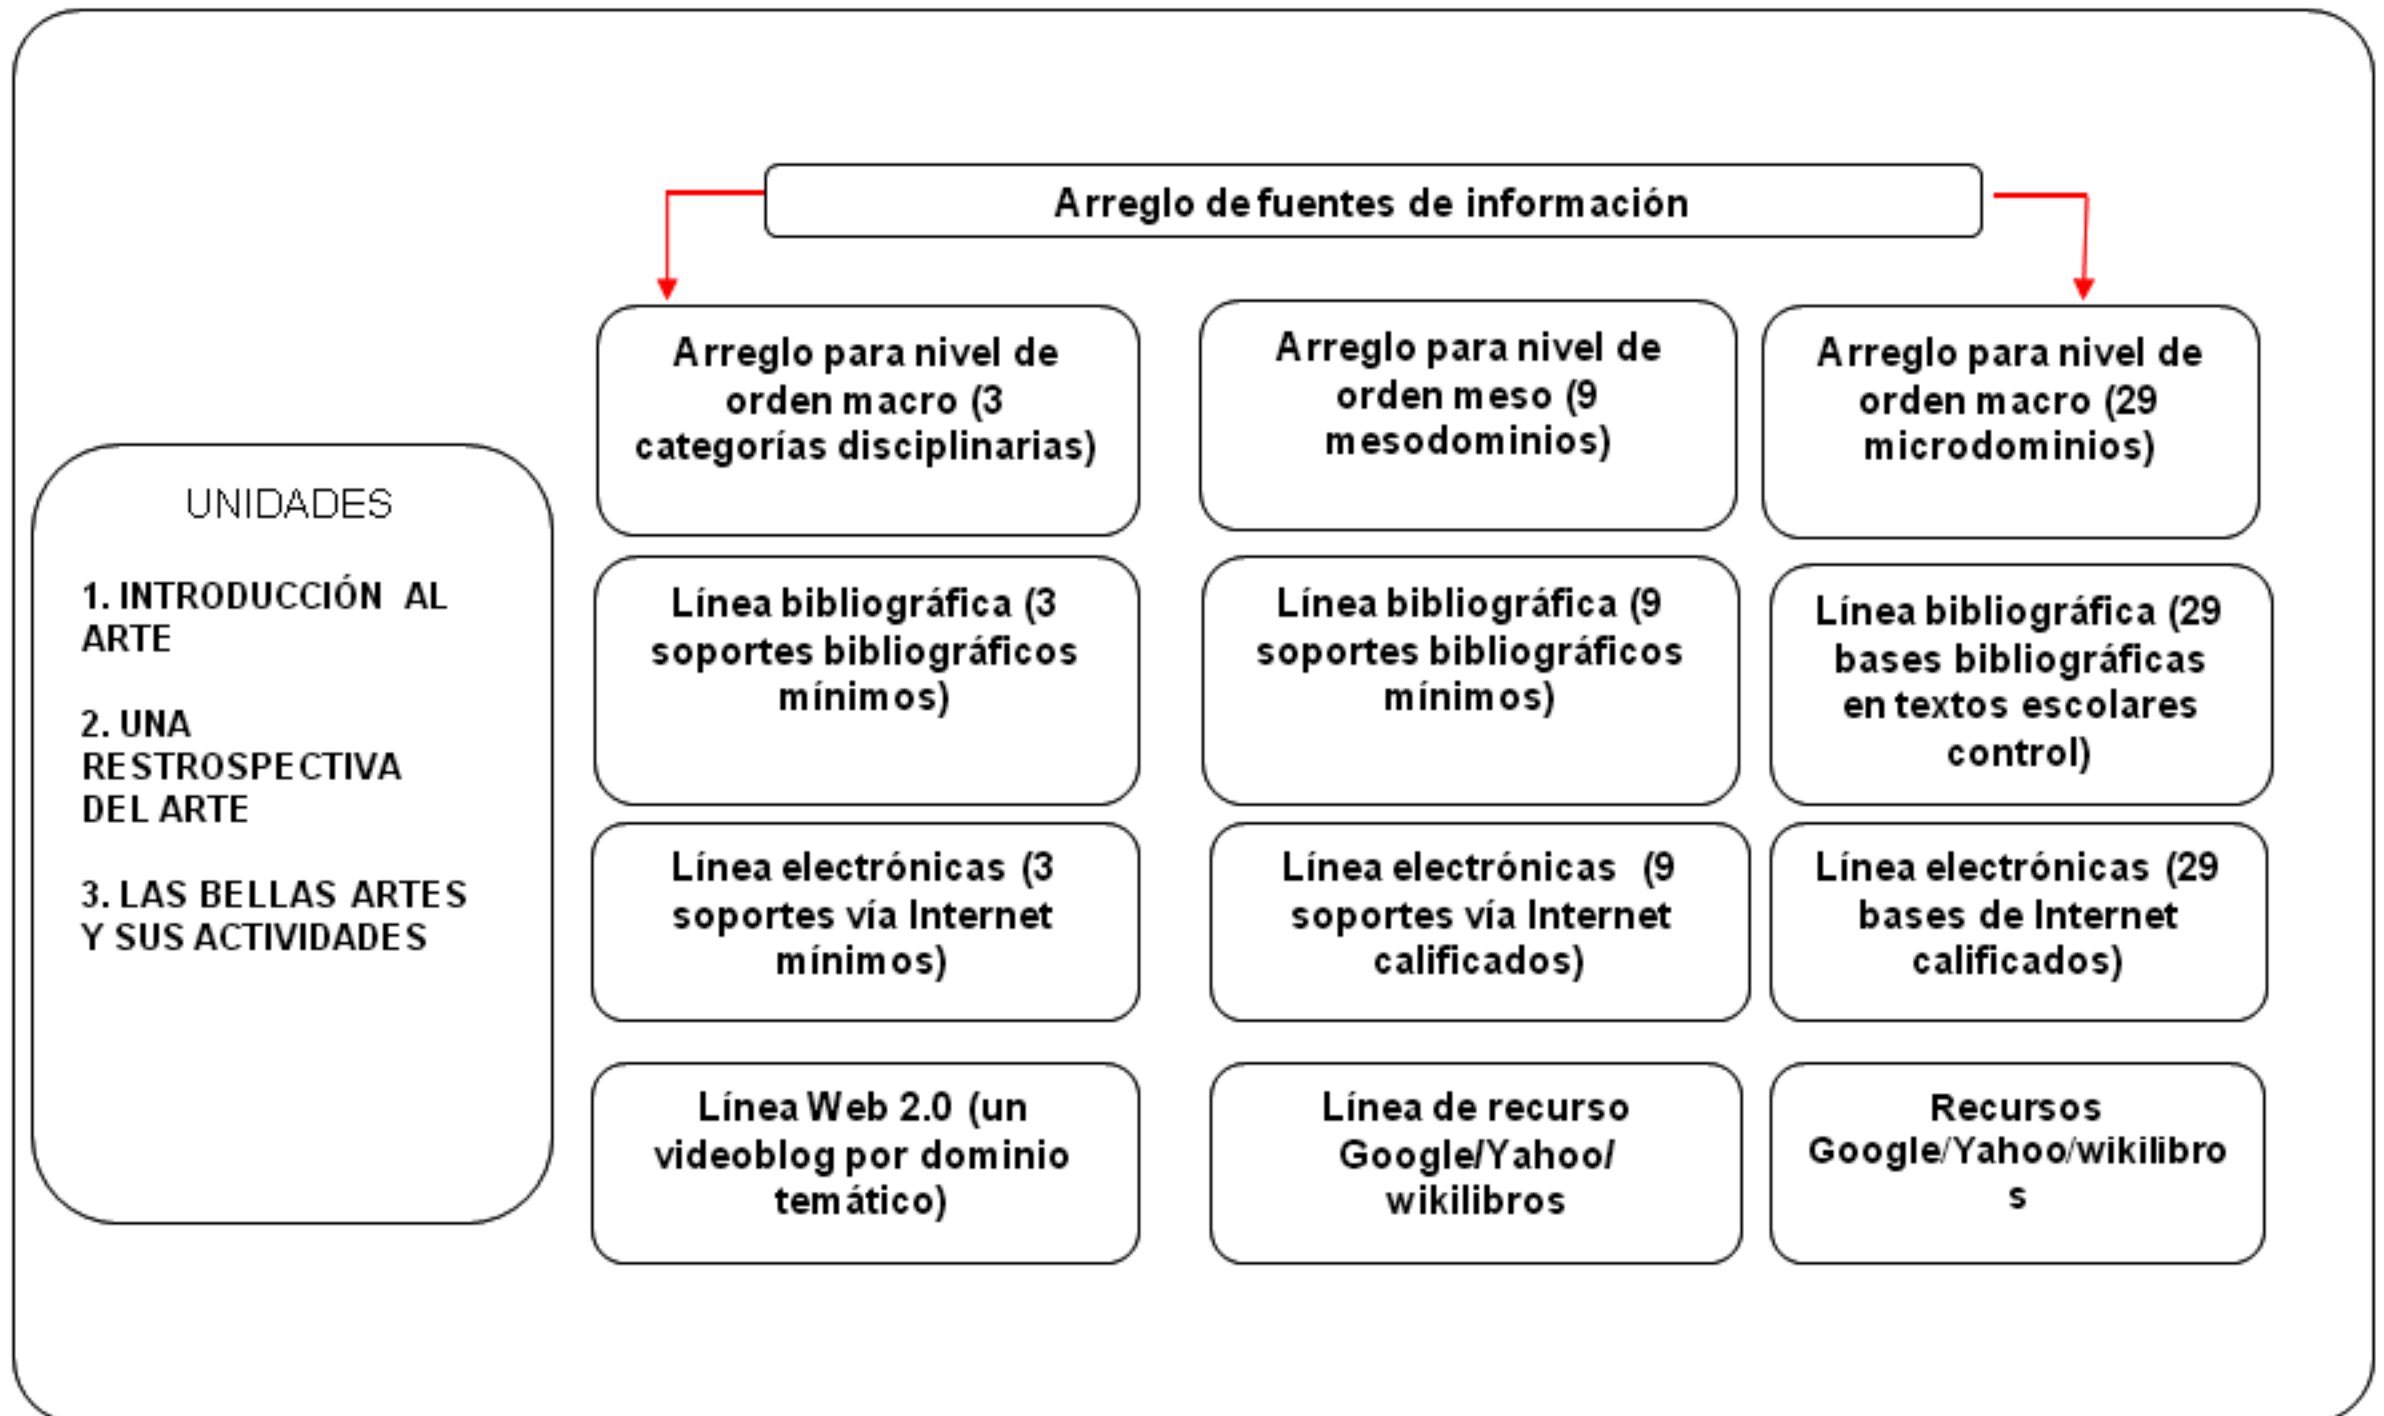 Arreglo de fuentes de información
Arreglo para nivel de
orden macro (3
categorías disciplinarias)
Arreglo para nivel de
orden meso (9
mesodominios)
Arreglo para nivel de
orden macro (29
microdominios)
UNIDADES
1. INTRODUCCIÓN AL
ARTE
2. UNA
RESTROSPECTIVA
DEL ARTE
3. LAS BELLAS ARTES
Y SUS ACTIVIDADES
Línea bibliográfica (3
soportes bibliográficos
mínimos)
Línea bibliográfica (9
soportes bibliográficos
mínimos)
Línea bibliográfica (29
bases bibliográficas
en textos escolares
control)
Línea electrónicas (3
soportes vía Internet
mínimos)
Línea electrónicas (9
soportes vía Internet
calificados)
Línea electrónicas (29
bases de Internet
calificados)
Línea Web 2.0 (un
videoblog por dominio
temático)
Línea de recurso
Google/Yahoo/
wikilibros
Recursos
Google/Yahoo/wikilibro
s